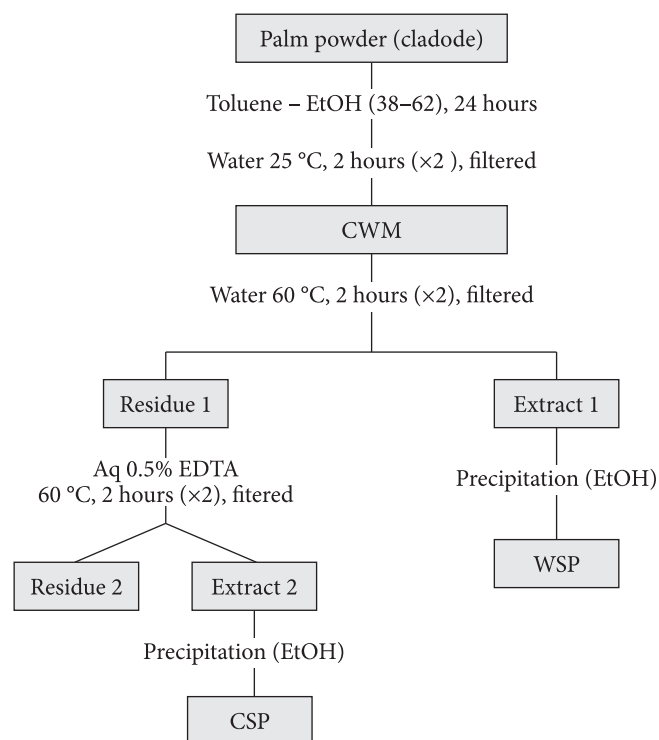 Palm powder (cladode)
Toluene – EtOH (38–62), 24 hours
Water 25 °C, 2 hours (×2 ), filtered
CWM
Water 60 °C, 2 hours (×2), filtered
Residue 1
Extract 1
Aq 0.5% EDTA
60 °C, 2 hours (×2), fitered
Precipitation (EtOH)
Residue 2
Extract 2
WSP
Precipitation (EtOH)
CSP